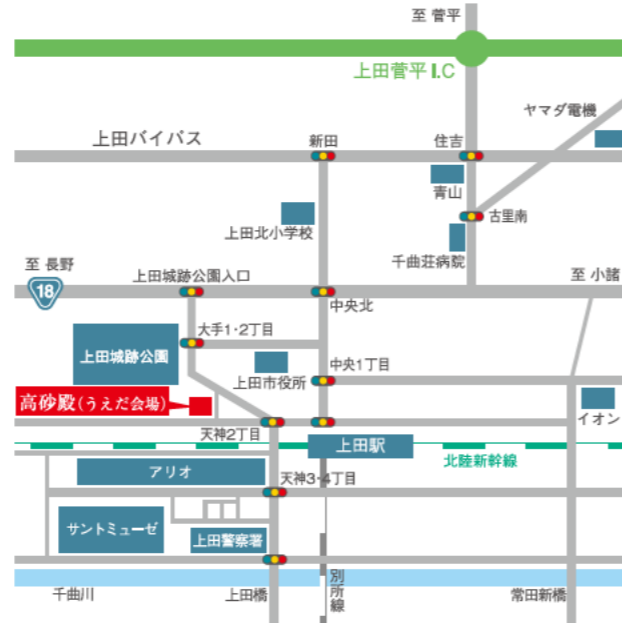 至 菅平
上田菅平 I.C
ヤマダ電機
上田バイパス
新田
住吉
青山
古里南
上田北小学校
千曲荘病院
至 長野
上田城跡公園入口
至 小諸
18
中央北
大手1・2丁目
上田城跡公園
上田市役所
中央1丁目
高砂殿(うえだ会場)
イオン
天神2丁目
上田駅
北陸新幹線
アリオ
天神3・4丁目
サントミューゼ
上田警察署
千曲川
上田橋
別所線
常田新橋